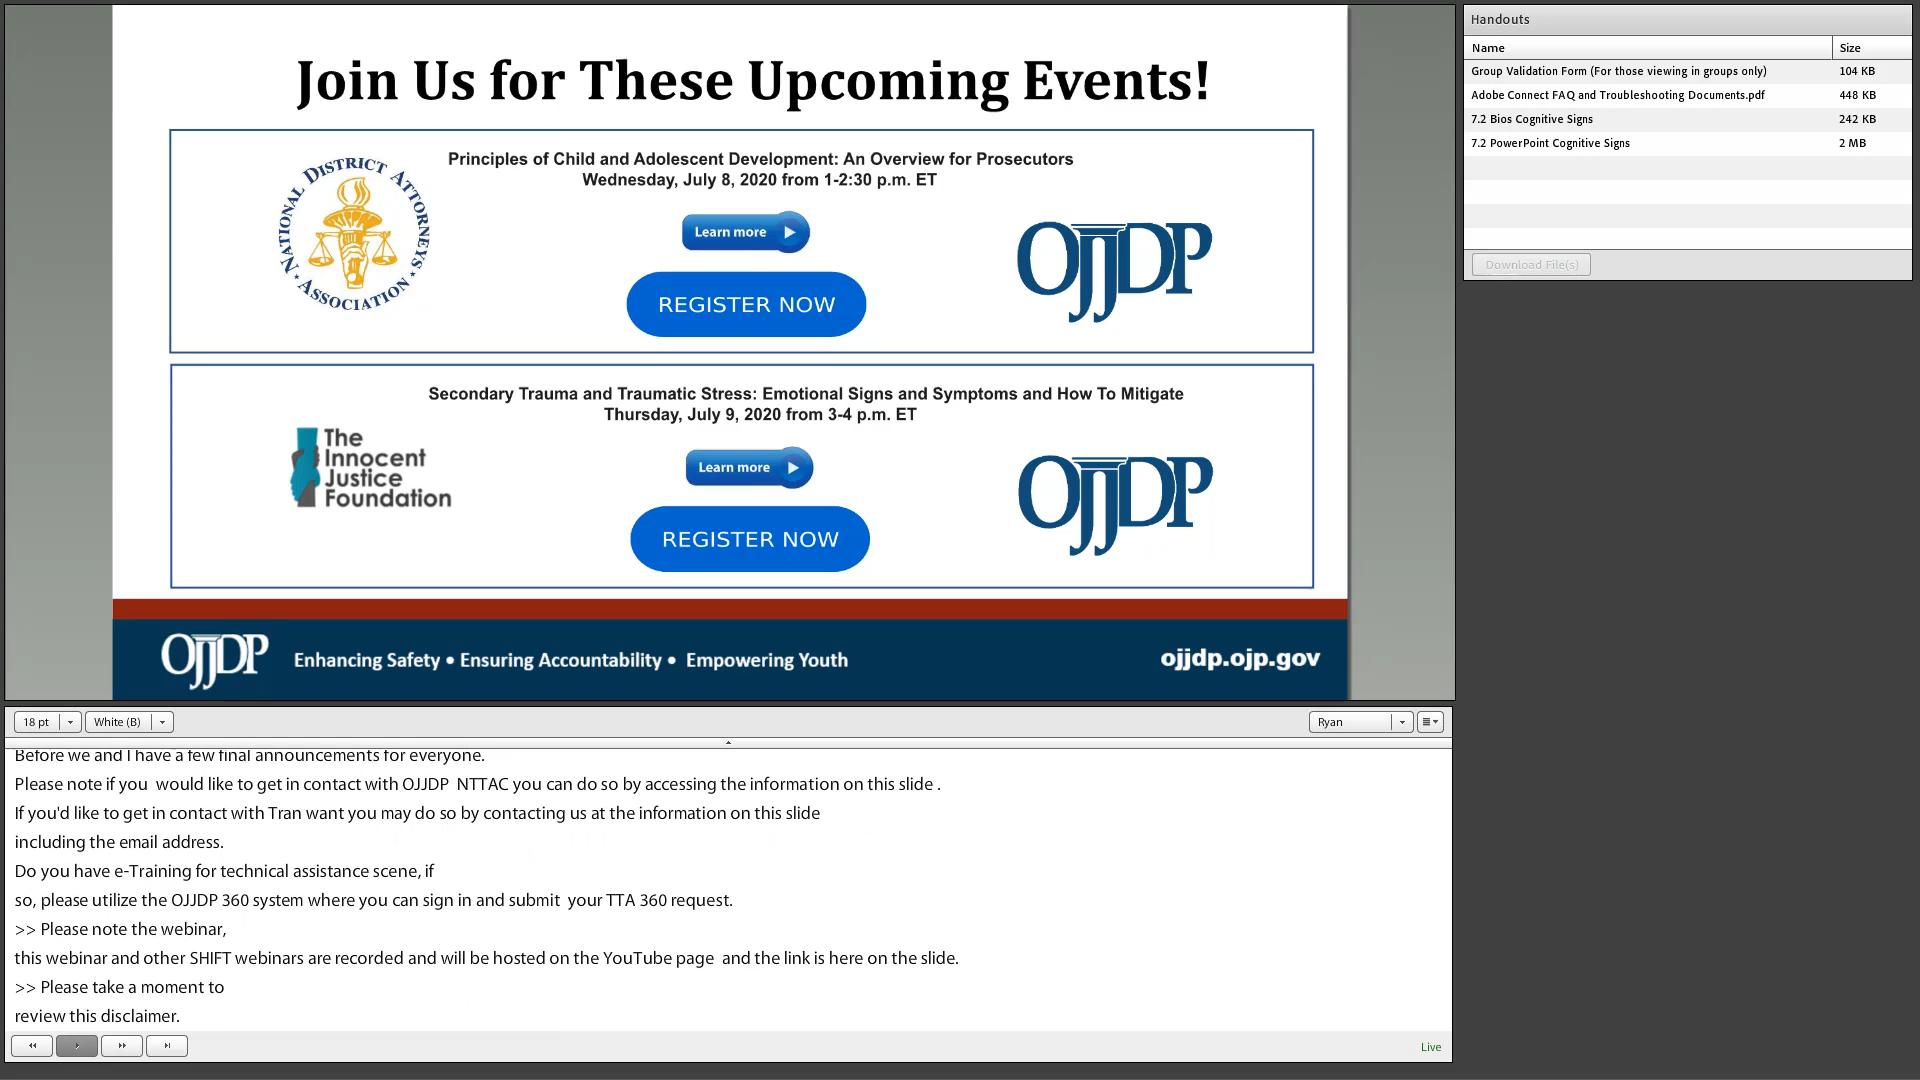 Join Us for These Upcoming Events!
NATIONAL DISTRICT ATTORNEYS
• ASSOCIATION •
Principles of Child and Adolescent Development: An Overview for Prosecutors
Wednesday, July 8, 2020 from 1-2:30 p.m. ET
Learn more
REGISTER NOW
OJJDP
Secondary Trauma and Traumatic Stress: Emotional Signs and Symptoms and How To Mitigate
Thursday, July 9, 2020 from 3-4 p.m. ET
The
Innocent
Justice
Foundation
Learn more
REGISTER NOW
OJJDP
OJJDP Enhancing Safety • Ensuring Accountability • Empowering Youth ojjdp.ojp.gov
Handouts
Name Size
Group Validation Form (For those viewing in groups only) 104 KB
Adobe Connect FAQ and Troubleshooting Documents.pdf 448 KB
7.2 Bios Cognitive Signs 242 KB
7.2 PowerPoint Cognitive Signs 2 MB
Download File(s)
18 pt White (B) Ryan
Before we and I have a few final announcements for everyone.
Please note if you  would like to get in contact with OJJDP  NTTAC you can do so by accessing the information on this slide .
If you'd like to get in contact with Tran want you may do so by contacting us at the information on this slide
including the email address.
Do you have e-Training for technical assistance scene, if
so, please utilize the OJJDP 360 system where you can sign in and submit  your TTA 360 request.
>> Please note the webinar,
this webinar and other SHIFT webinars are recorded and will be hosted on the YouTube page  and the link is here on the slide.
>> Please take a moment to
review this disclaimer.
Live